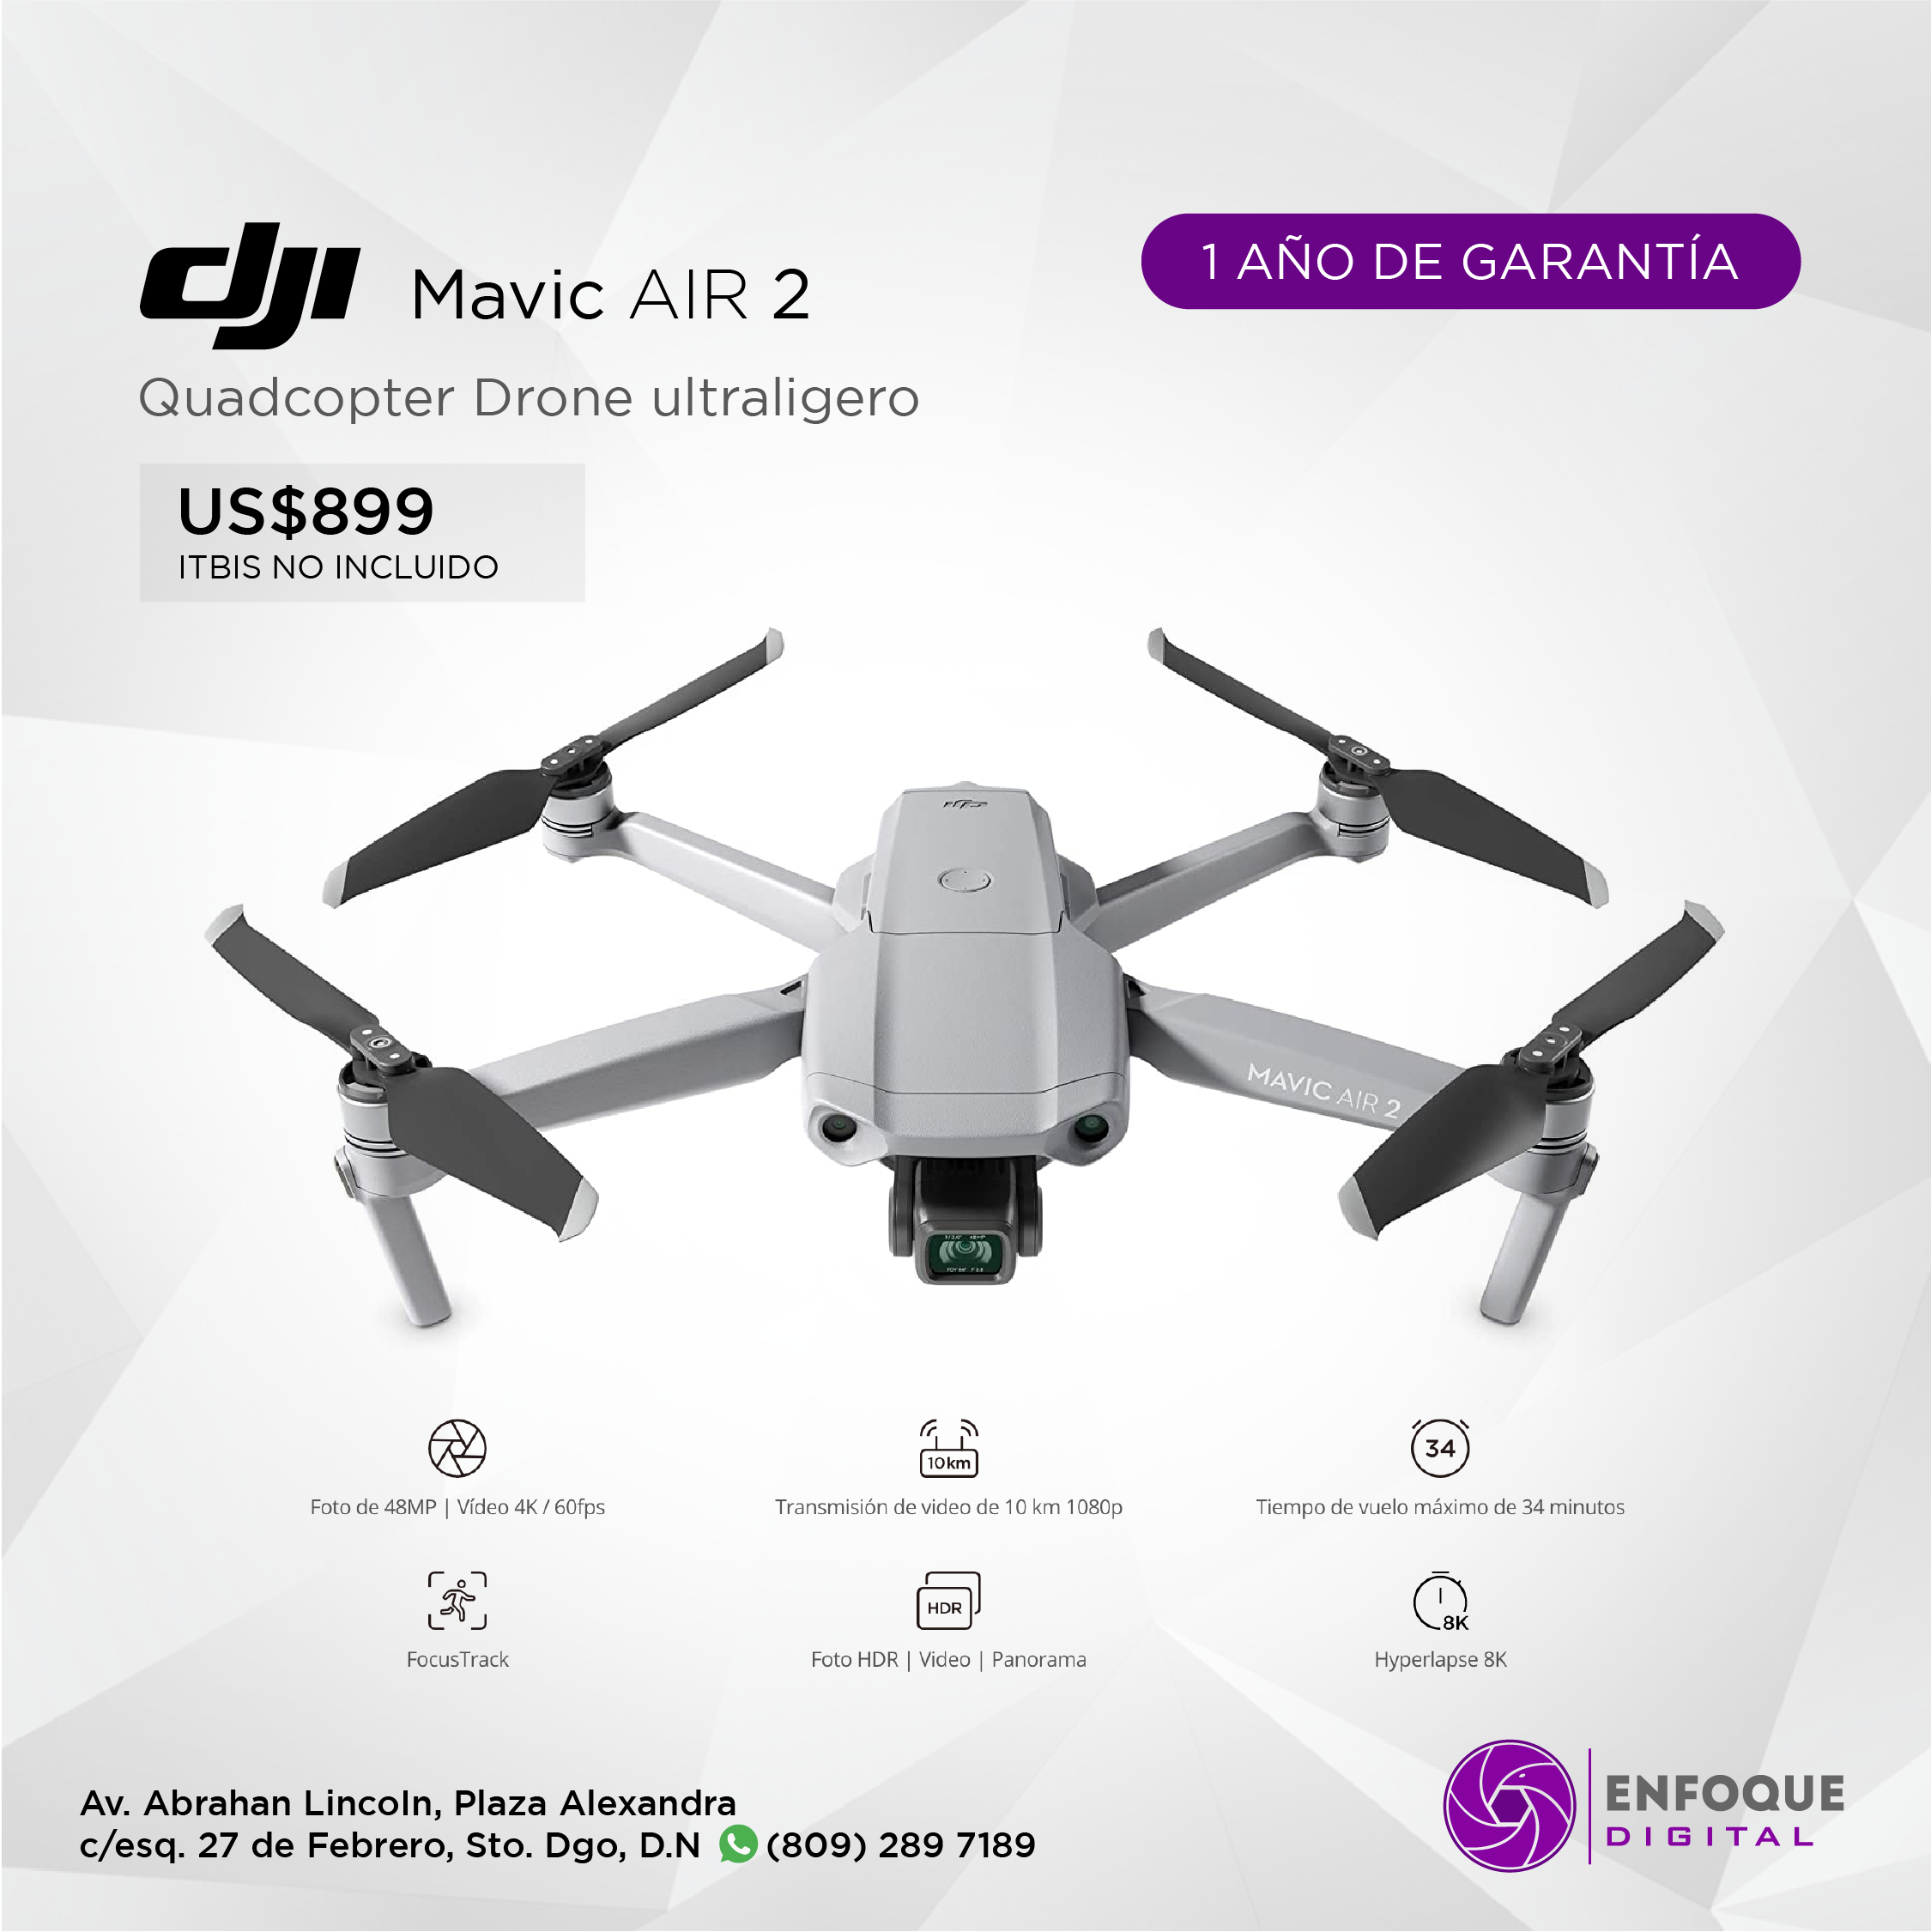 dji Mavic AIR 2
1 AÑO DE GARANTÍA
Quadcopter Drone ultraligero
US$899
ITBIS NO INCLUIDO
MAVIC AIR 2
48MP
10km
34
Foto de 48MP | Vídeo 4K / 60fps
Transmisión de video de 10 km 1080p
Tiempo de vuelo máximo de 34 minutos
HDR
8K
FocusTrack
Foto HDR | Video | Panorama
Hyperlapse 8K
Av. Abrahan Lincoln, Plaza Alexandra
c/esq. 27 de Febrero, Sto. Dgo, D.N (809) 289 7189
ENFOQUE
DIGITAL